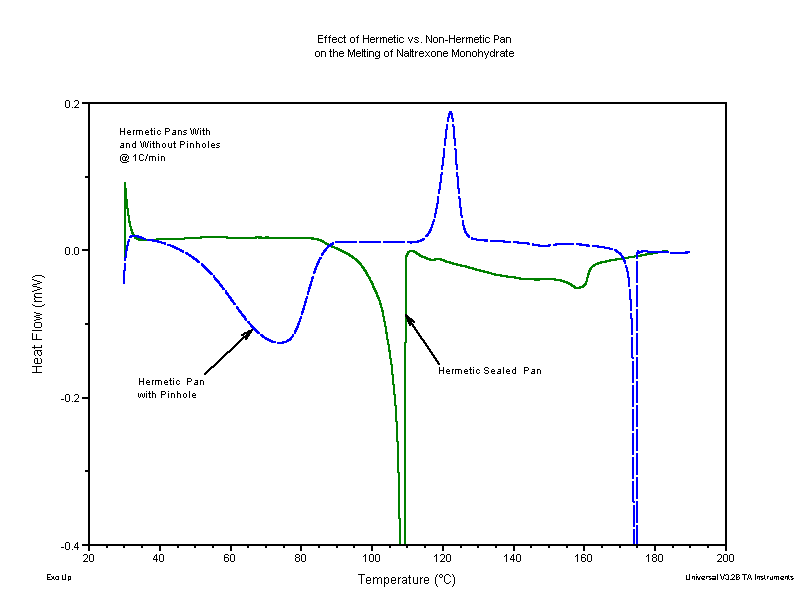 Effect of Hermetic vs. Non-Hermetic Pan
on the Melting of Naltrexone Monohydrate
Hermetic Pans With
and Without Pinholes
@ 1C/min
Hermetic Pan
with Pinhole
Hermetic Sealed Pan
Heat Flow (mW)
0.2
0.0
-0.2
-0.4
20 40 60 80 100 120 140 160 180 200
Temperature (°C)
Exo Up
Universal V3.2B TA Instruments